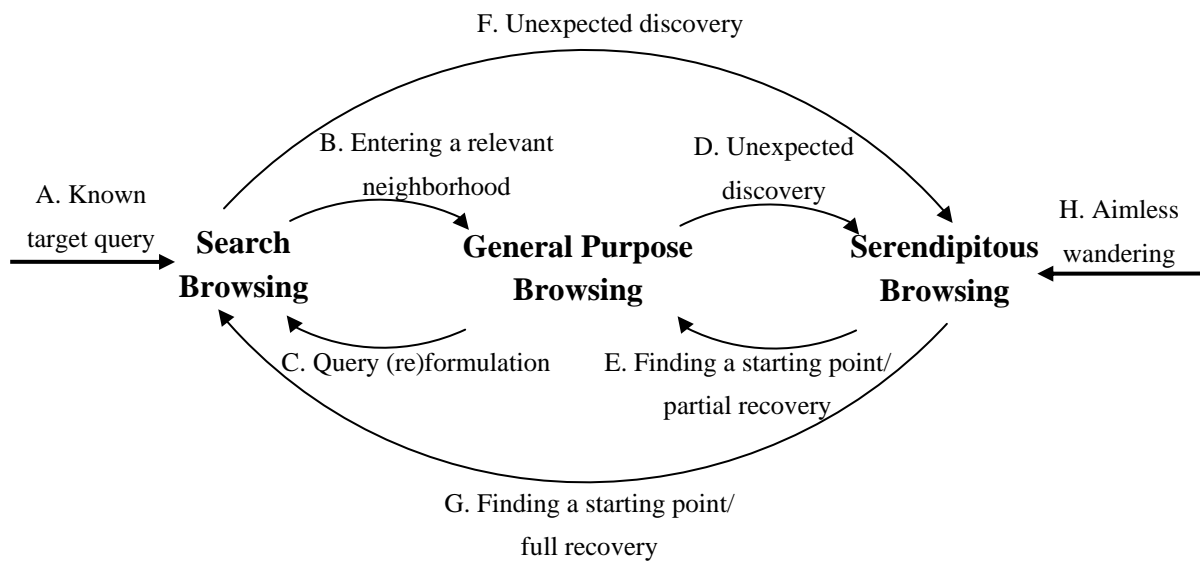 F. Unexpected discovery
B. Entering a relevant
neighborhood
D. Unexpected
discovery
A. Known
target query
H. Aimless
wandering
Search
Browsing
General Purpose
Browsing
Serendipitous
Browsing
C. Query (re)formulation
E. Finding a starting point/
partial recovery
G. Finding a starting point/
full recovery